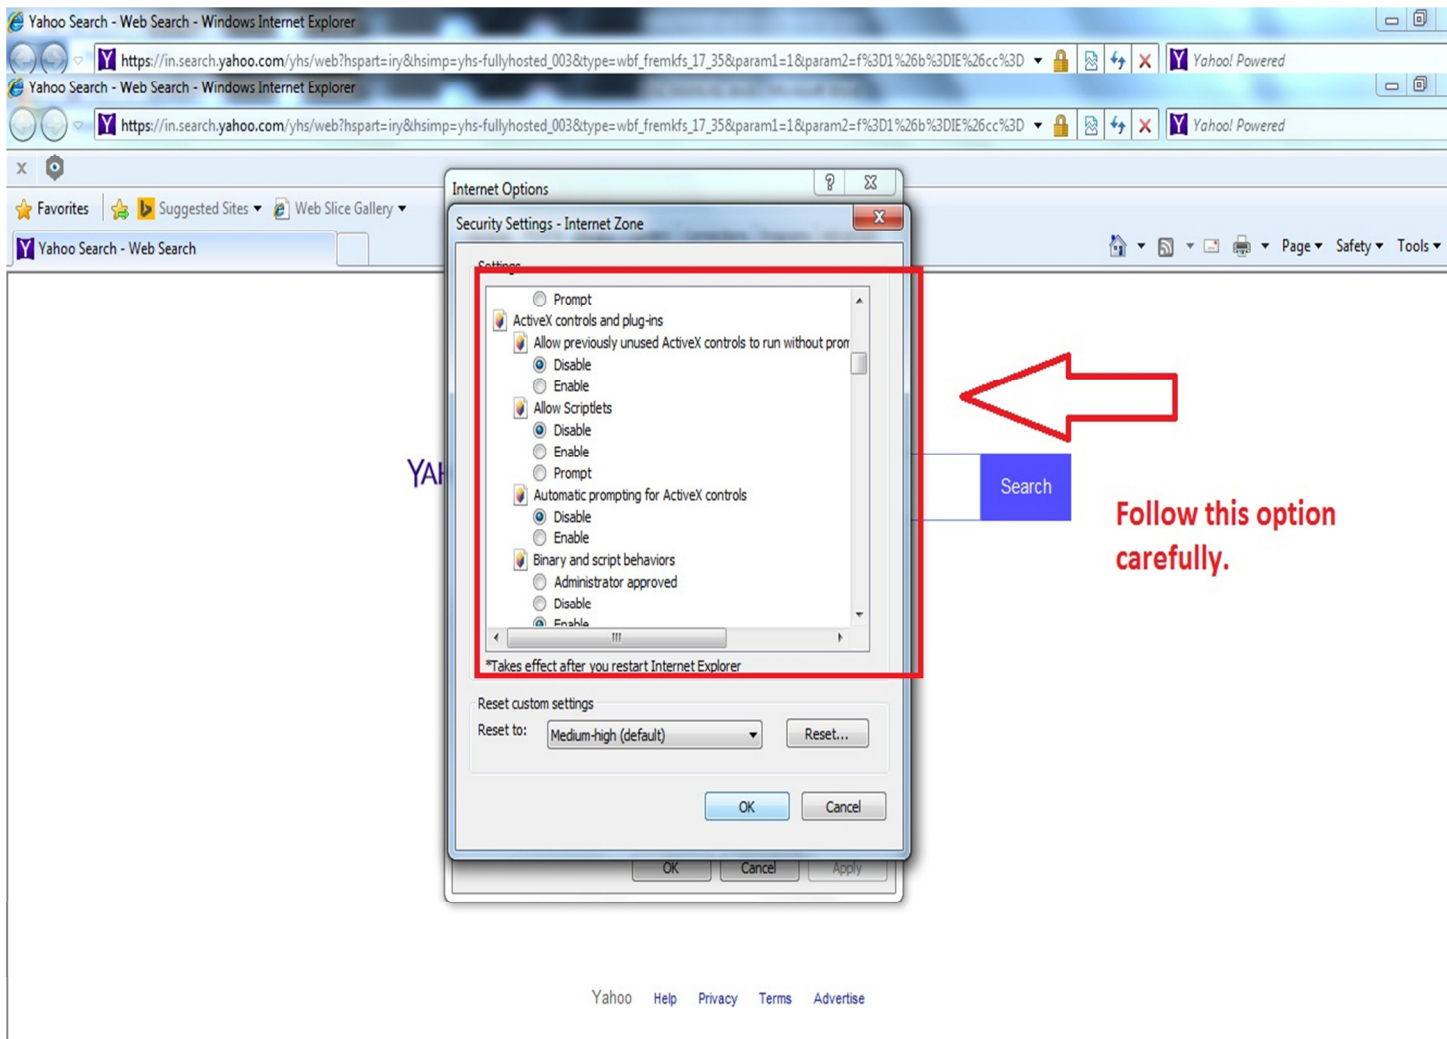 Yahoo Search - Web Search - Windows Internet Explorer
https://in.search.yahoo.com/yhs/web?hspart=iry&hsimp=yhs-fullyhosted_003&type=wbf_fremkfs_17_35&param1=1&param2=f%3D1%26b%3DIE%26cc%3D Yahoo! Powered
Yahoo Search - Web Search - Windows Internet Explorer
https://in.search.yahoo.com/yhs/web?hspart=iry&hsimp=yhs-fullyhosted_003&type=wbf_fremkfs_17_35&param1=1&param2=f%3D1%26b%3DIE%26cc%3D Yahoo! Powered
x
Favorites Suggested Sites Web Slice Gallery
Yahoo Search - Web Search
Page Safety Tools
Internet Options
Security Settings - Internet Zone
Settings
Prompt
ActiveX controls and plug-ins
Allow previously unused ActiveX controls to run without prom
Disable
Enable
Allow Scriptlets
Disable
Enable
Prompt
Automatic prompting for ActiveX controls
Disable
Enable
Binary and script behaviors
Administrator approved
Disable
Enable
*Takes effect after you restart Internet Explorer
Reset custom settings
Reset to: Medium-high (default) Reset...
OK Cancel
OK Cancel Apply
YAH
Search
Follow this option
carefully.
Yahoo Help Privacy Terms Advertise